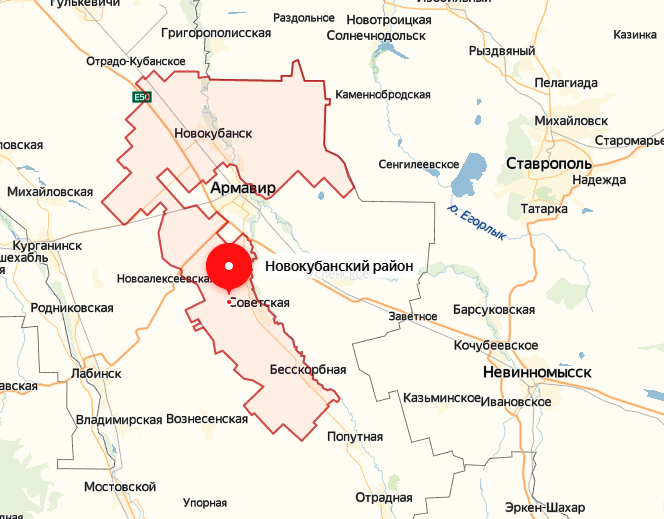 Гулькевичи
Раздольное
Григорополисская
Новотроицкая
Солнечнодольск
Казинка
Рыздвяный
Отрадо-Кубанское
E50
Каменнобродская
Пелагиада
Михайловск
Новокубанск
Старомарье
Сенгилеевское
Ставрополь
Надежда
Михайловская
Армавир
Татарка
р. Егорлык
Курганинск
Новокубанский район
Новоалексеевская
Советская
Родниковская
Заветное
Барсуковская
Кочубеевское
Бесскорбная
Невинномысск
Лабинск
Казьминское
Ивановское
Владимирская
Вознесенская
Попутная
Мостовской
Упорная
Отрадная
Эркен-Шахар